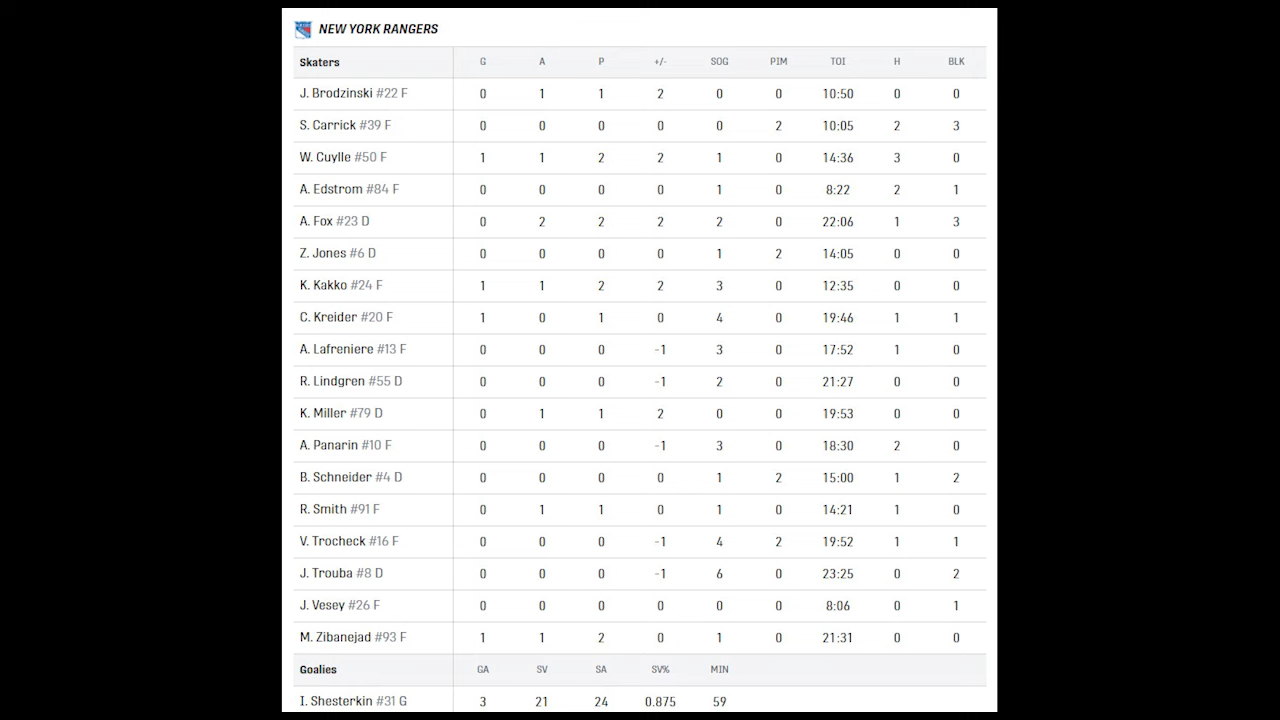 NEW YORK RANGERS
Skaters G A P +/- SOG PIM TOI H BLK
J. Brodzinski #22 F 0 1 1 2 0 0 10:50 0 0
S. Carrick #39 F 0 0 0 0 0 2 10:05 2 3
W. Cuylle #50 F 1 1 2 2 1 0 14:36 3 0
A. Edstrom #84 F 0 0 0 0 1 0 8:22 2 1
A. Fox #23 D 0 2 2 2 2 0 22:06 1 3
Z. Jones #6 D 0 0 0 0 1 2 14:05 0 0
K. Kakko #24 F 1 1 2 2 3 0 12:35 0 0
C. Kreider #20 F 1 0 1 0 4 0 19:46 1 1
A. Lafreniere #13 F 0 0 0 -1 3 0 17:52 1 0
R. Lindgren #55 D 0 0 0 -1 2 0 21:27 0 0
K. Miller #79 D 0 1 1 2 0 0 19:53 0 0
A. Panarin #10 F 0 0 0 -1 3 0 18:30 2 0
B. Schneider #4 D 0 0 0 0 1 2 15:00 1 2
R. Smith #91 F 0 1 1 0 1 0 14:21 1 0
V. Trocheck #16 F 0 0 0 -1 4 2 19:52 1 1
J. Trouba #8 D 0 0 0 -1 6 0 23:25 0 2
J. Vesey #26 F 0 0 0 0 0 0 8:06 0 1
M. Zibanejad #93 F 1 1 2 0 1 0 21:31 0 0
Goalies GA SV SA SV% MIN
I. Shesterkin #31 G 3 21 24 0.875 59